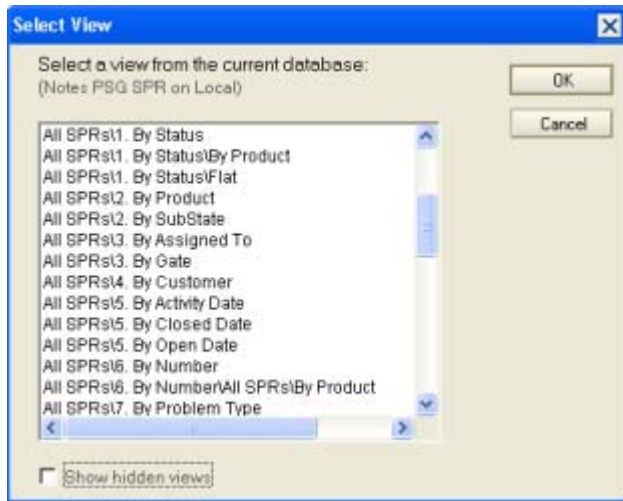 Select View
Select a view from the current database:
(Notes PSG SPR on Local)
OK
Cancel
All SPRs\1. By Status
All SPRs\1. By Status\By Product
All SPRs\1. By Status\Flat
All SPRs\2. By Product
All SPRs\2. By SubState
All SPRs\3. By Assigned To
All SPRs\3. By Gate
All SPRs\4. By Customer
All SPRs\5. By Activity Date
All SPRs\5. By Closed Date
All SPRs\5. By Open Date
All SPRs\6. By Number
All SPRs\6. By Number\All SPRs\By Product
All SPRs\7. By Problem Type
Show hidden views